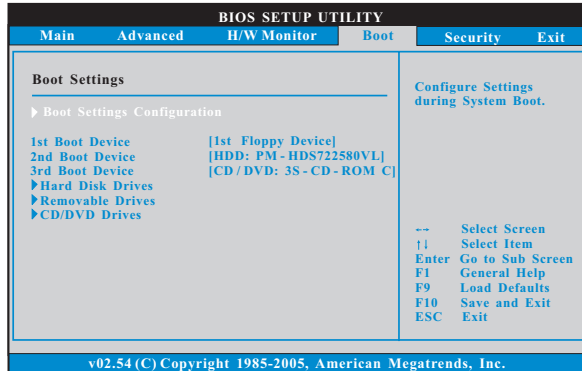 BIOS SETUP UTILITY
Main Advanced H/W Monitor Boot Security Exit
Boot Settings
Boot Settings Configuration
1st Boot Device [1st Floppy Device]
2nd Boot Device [HDD: PM - HDS722580VL]
3rd Boot Device [CD / DVD: 3S - CD - ROM C]
Hard Disk Drives
Removable Drives
CD/DVD Drives
Configure Settings
during System Boot.
←→ Select Screen
↑↓ Select Item
Enter Go to Sub Screen
F1 General Help
F9 Load Defaults
F10 Save and Exit
ESC Exit
v02.54 (C) Copyright 1985-2005, American Megatrends, Inc.